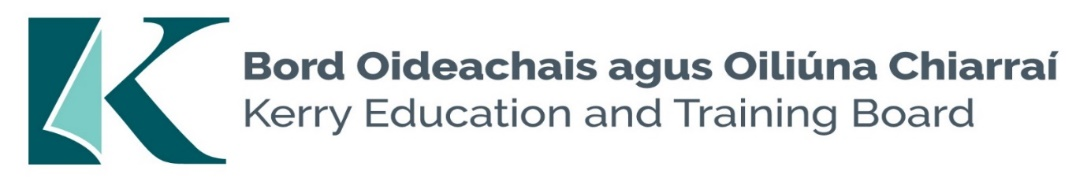 Bord Oideachais agus Oiliúna Chiarraí
Kerry Education and Training Board